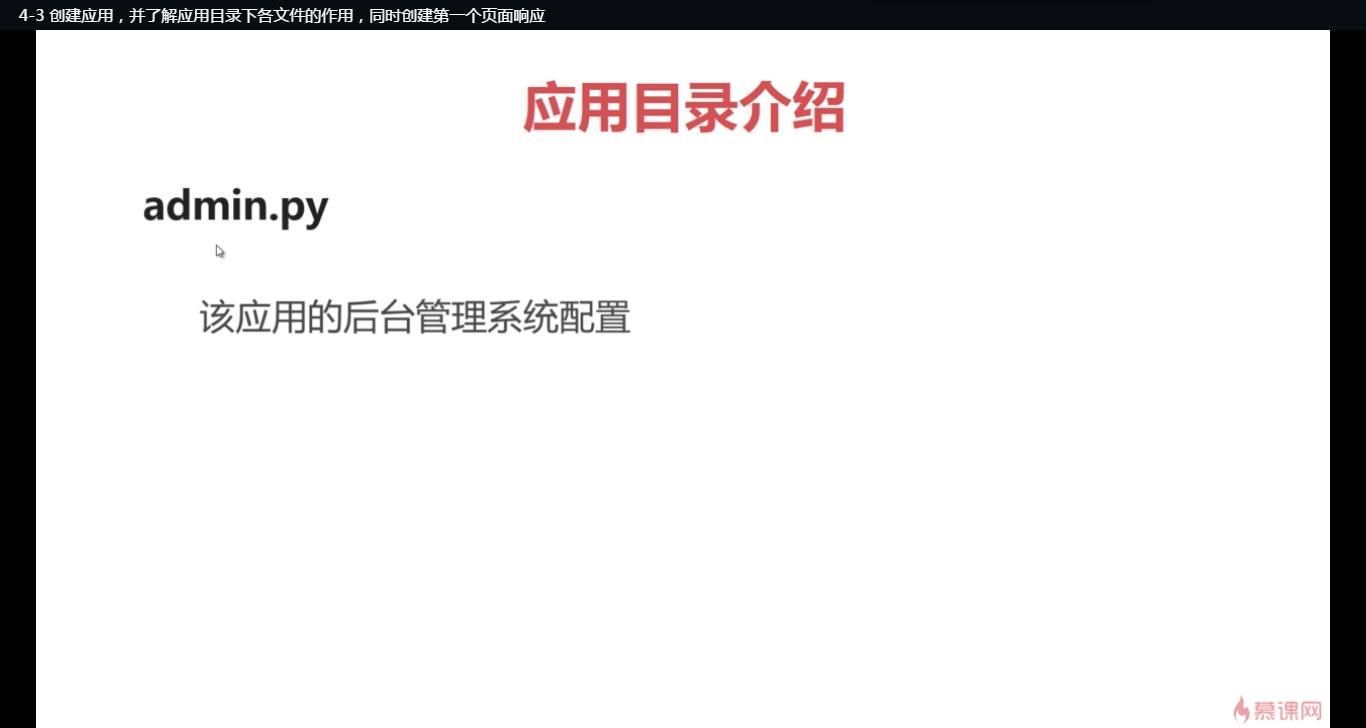 4-3 创建应用，并了解应用目录下各文件的作用，同时创建第一个页面响应
应用目录介绍
admin.py
该应用的后台管理系统配置
慕课网